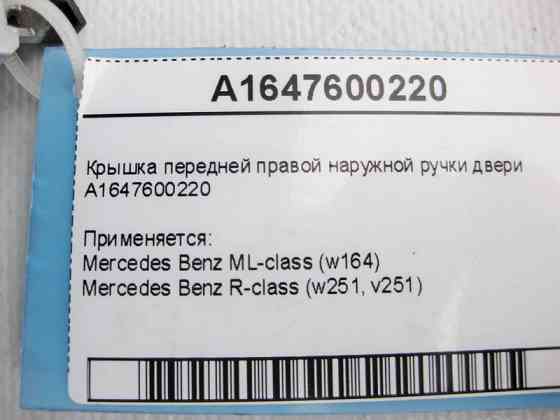 A1647600220
Крышка передней правой наружной ручки двери
A1647600220
Применяется:
Mercedes Benz ML-class (w164)
Mercedes Benz R-class (w251, v251)